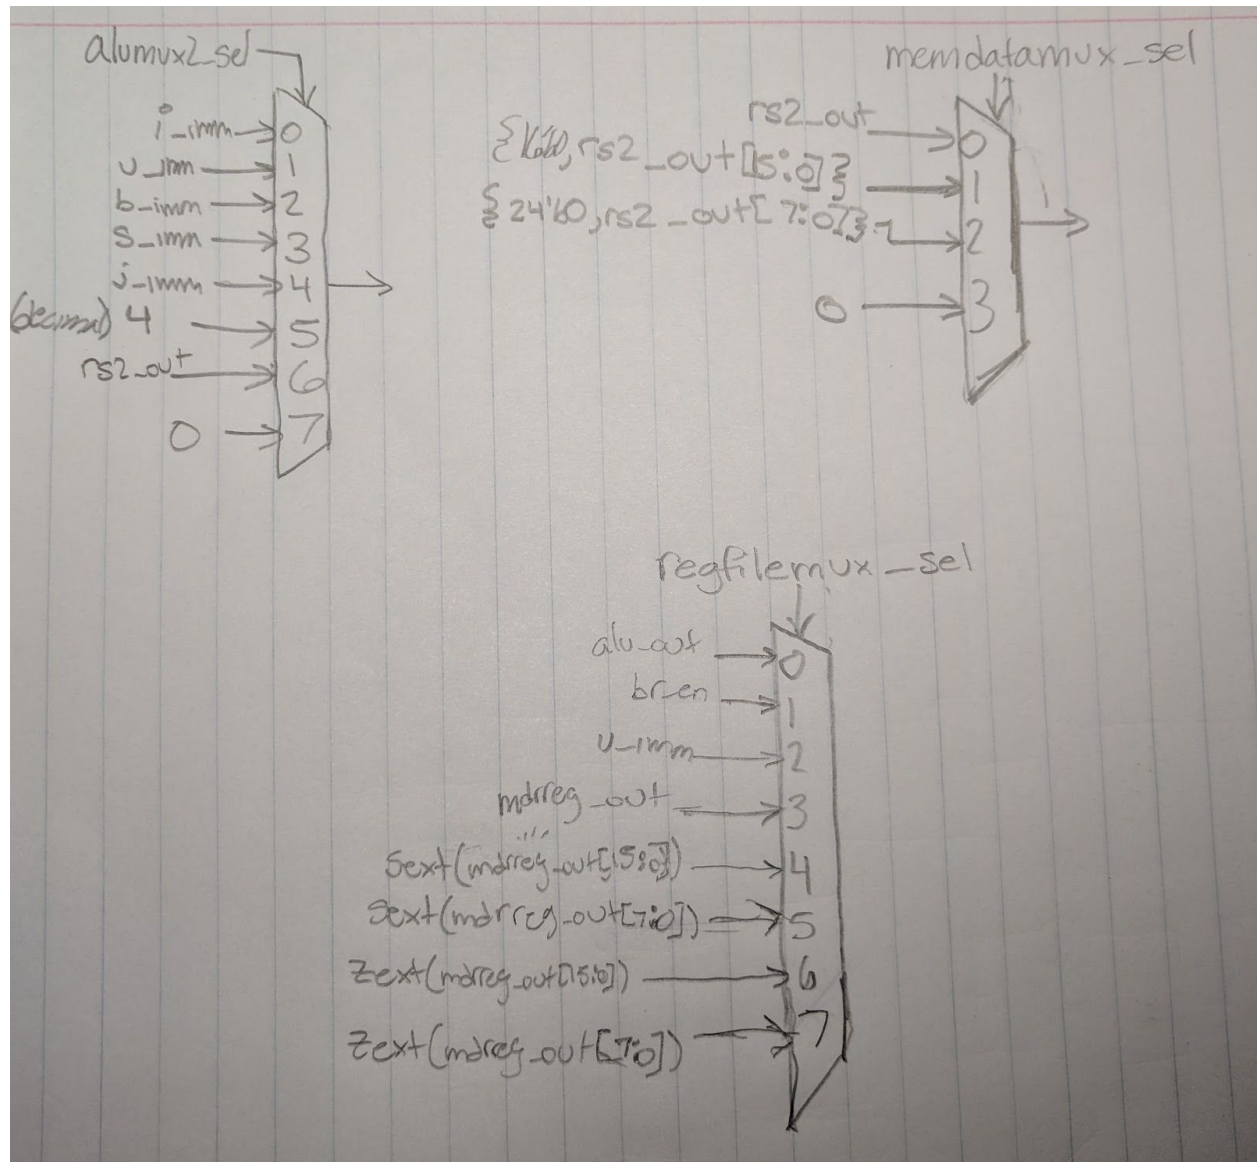 alumux2_sel
i_imm 0
u_imm 1
b_imm 2
s_imm 3
j_imm 4
(decimal) 4 5
rs2_out 6
0 7
memdatamux_sel
rs2_out 0
{16'b0,rs2_out[15:0]} 1
{24'b0,rs2_out[7:0]} 2
0 3
regfilemux_sel
alu_out 0
br_en 1
u_imm 2
mdrreg_out 3
Sext(mdrreg_out[15:0]) 4
Sext(mdrreg_out[7:0]) 5
Zext(mdrreg_out[15:0]) 6
Zext(mdrreg_out[7:0]) 7